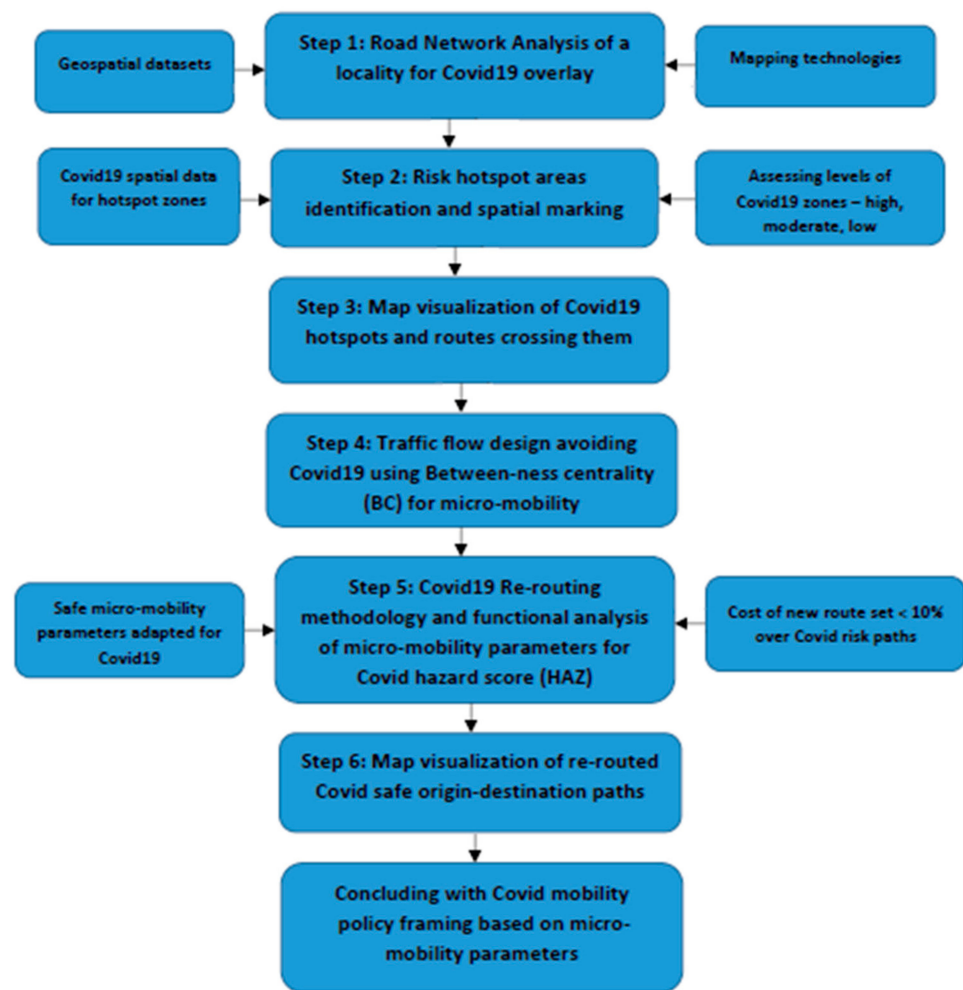 Geospatial datasets
Step 1: Road Network Analysis of a
locality for Covid19 overlay
Mapping technologies
Covid19 spatial data
for hotspot zones
Step 2: Risk hotspot areas
identification and spatial marking
Assessing levels of
Covid19 zones – high,
moderate, low
Step 3: Map visualization of Covid19
hotspots and routes crossing them
Step 4: Traffic flow design avoiding
Covid19 using Between-ness centrality
(BC) for micro-mobility
Safe micro-mobility
parameters adapted for
Covid19
Step 5: Covid19 Re-routing
methodology and functional analysis
of micro-mobility parameters for
Covid hazard score (HAZ)
Cost of new route set < 10%
over Covid risk paths
Step 6: Map visualization of re-routed
Covid safe origin-destination paths
Concluding with Covid mobility
policy framing based on micro-
mobility parameters